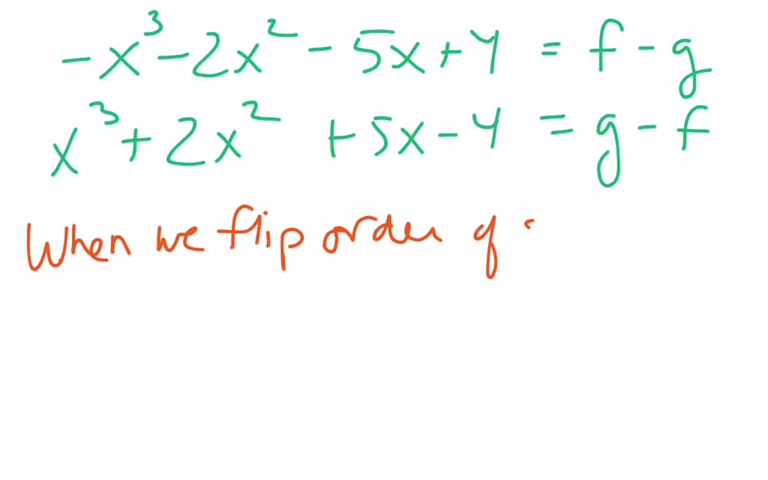 -x³ - 2x² - 5x + 4 = f - g
x³ + 2x² + 5x - 4 = g - f
When we flip order of